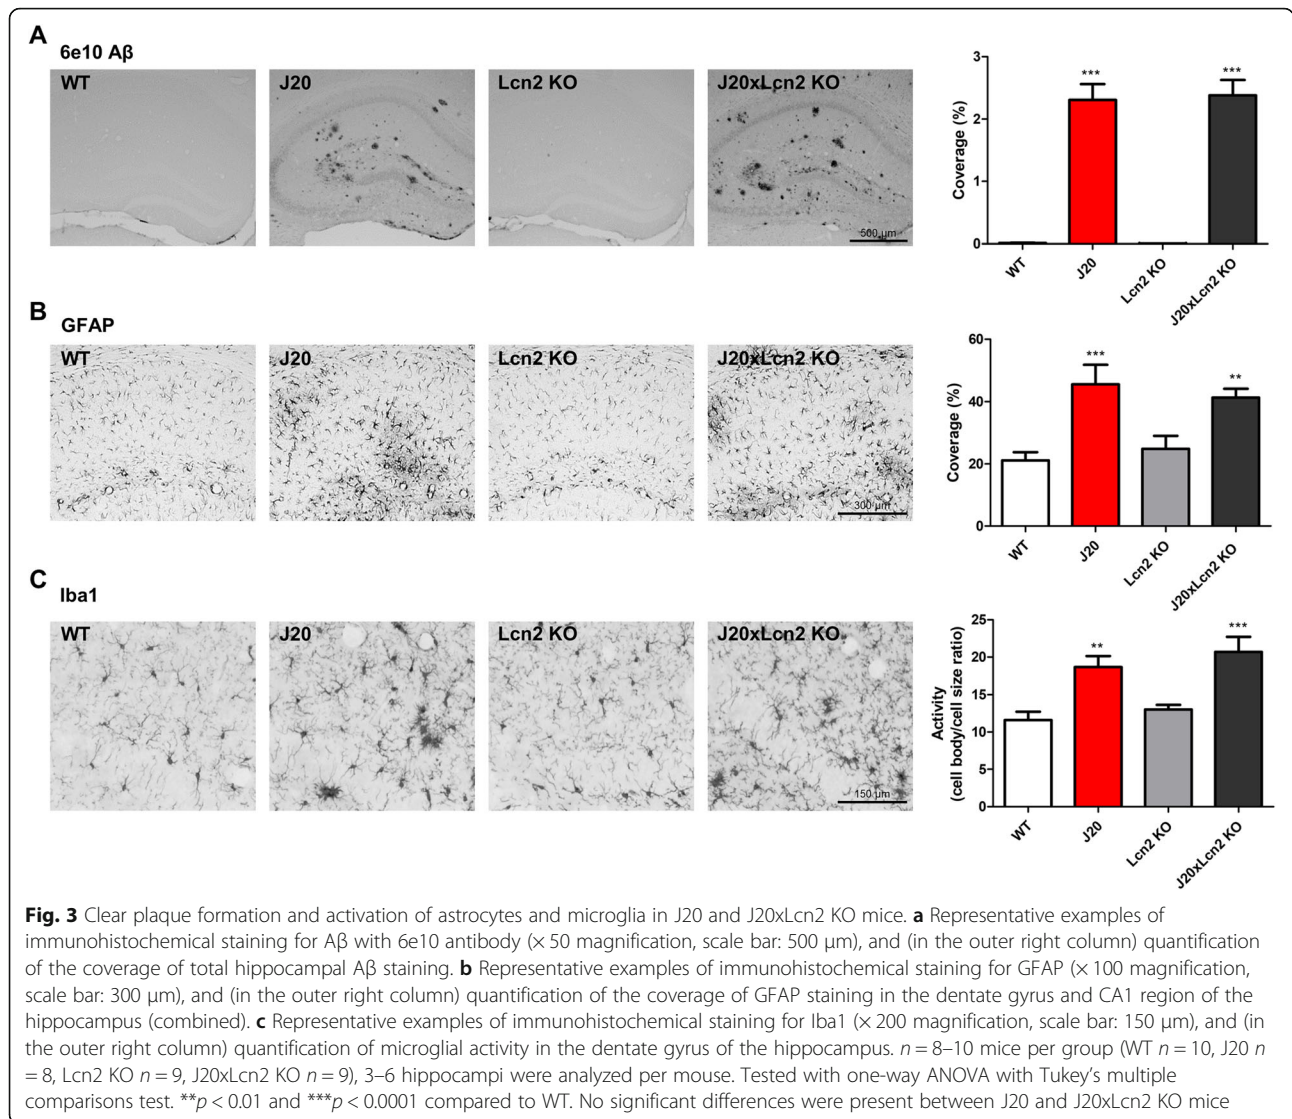 A
6e10 Aβ
WT
J20
Lcn2 KO
J20xLcn2 KO
500 µm
3
2
1
0
Coverage (%)
***
***
WT
J20
Lcn2 KO
J20xLcn2 KO
B
GFAP
WT
J20
Lcn2 KO
J20xLcn2 KO
300 µm
60
40
20
0
Coverage (%)
***
**
WT
J20
Lcn2 KO
J20xLcn2 KO
C
Iba1
WT
J20
Lcn2 KO
J20xLcn2 KO
150 µm
25
20
15
10
5
0
Activity
(cell body/cell size ratio)
**
***
WT
J20
Lcn2 KO
J20xLcn2 KO
Fig. 3 Clear plaque formation and activation of astrocytes and microglia in J20 and J20xLcn2 KO mice. a Representative examples of
immunohistochemical staining for Aβ with 6e10 antibody (× 50 magnification, scale bar: 500 μm), and (in the outer right column) quantification
of the coverage of total hippocampal Aβ staining. b Representative examples of immunohistochemical staining for GFAP (× 100 magnification,
scale bar: 300 μm), and (in the outer right column) quantification of the coverage of GFAP staining in the dentate gyrus and CA1 region of the
hippocampus (combined). c Representative examples of immunohistochemical staining for Iba1 (× 200 magnification, scale bar: 150 μm), and (in
the outer right column) quantification of microglial activity in the dentate gyrus of the hippocampus. n = 8–10 mice per group (WT n = 10, J20 n
= 8, Lcn2 KO n = 9, J20xLcn2 KO n = 9), 3–6 hippocampi were analyzed per mouse. Tested with one-way ANOVA with Tukey's multiple
comparisons test. **p < 0.01 and ***p < 0.0001 compared to WT. No significant differences were present between J20 and J20xLcn2 KO mice